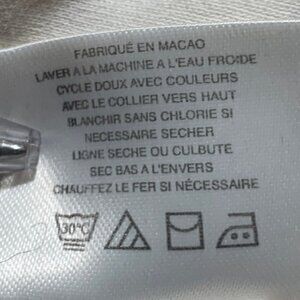 FABRIQUÉ EN MACAO
LAVER A LA MACHINE A L'EAU FROIDE
CYCLE DOUX AVEC COULEURS
AVEC LE COLLIER VERS HAUT
BLANCHIR SANS CHLORIE SI
NECESSAIRE SECHER
LIGNE SECHE OU CULBUTE
SEC BAS A L'ENVERS
CHAUFFEZ LE FER SI NÉCESSAIRE
30°C